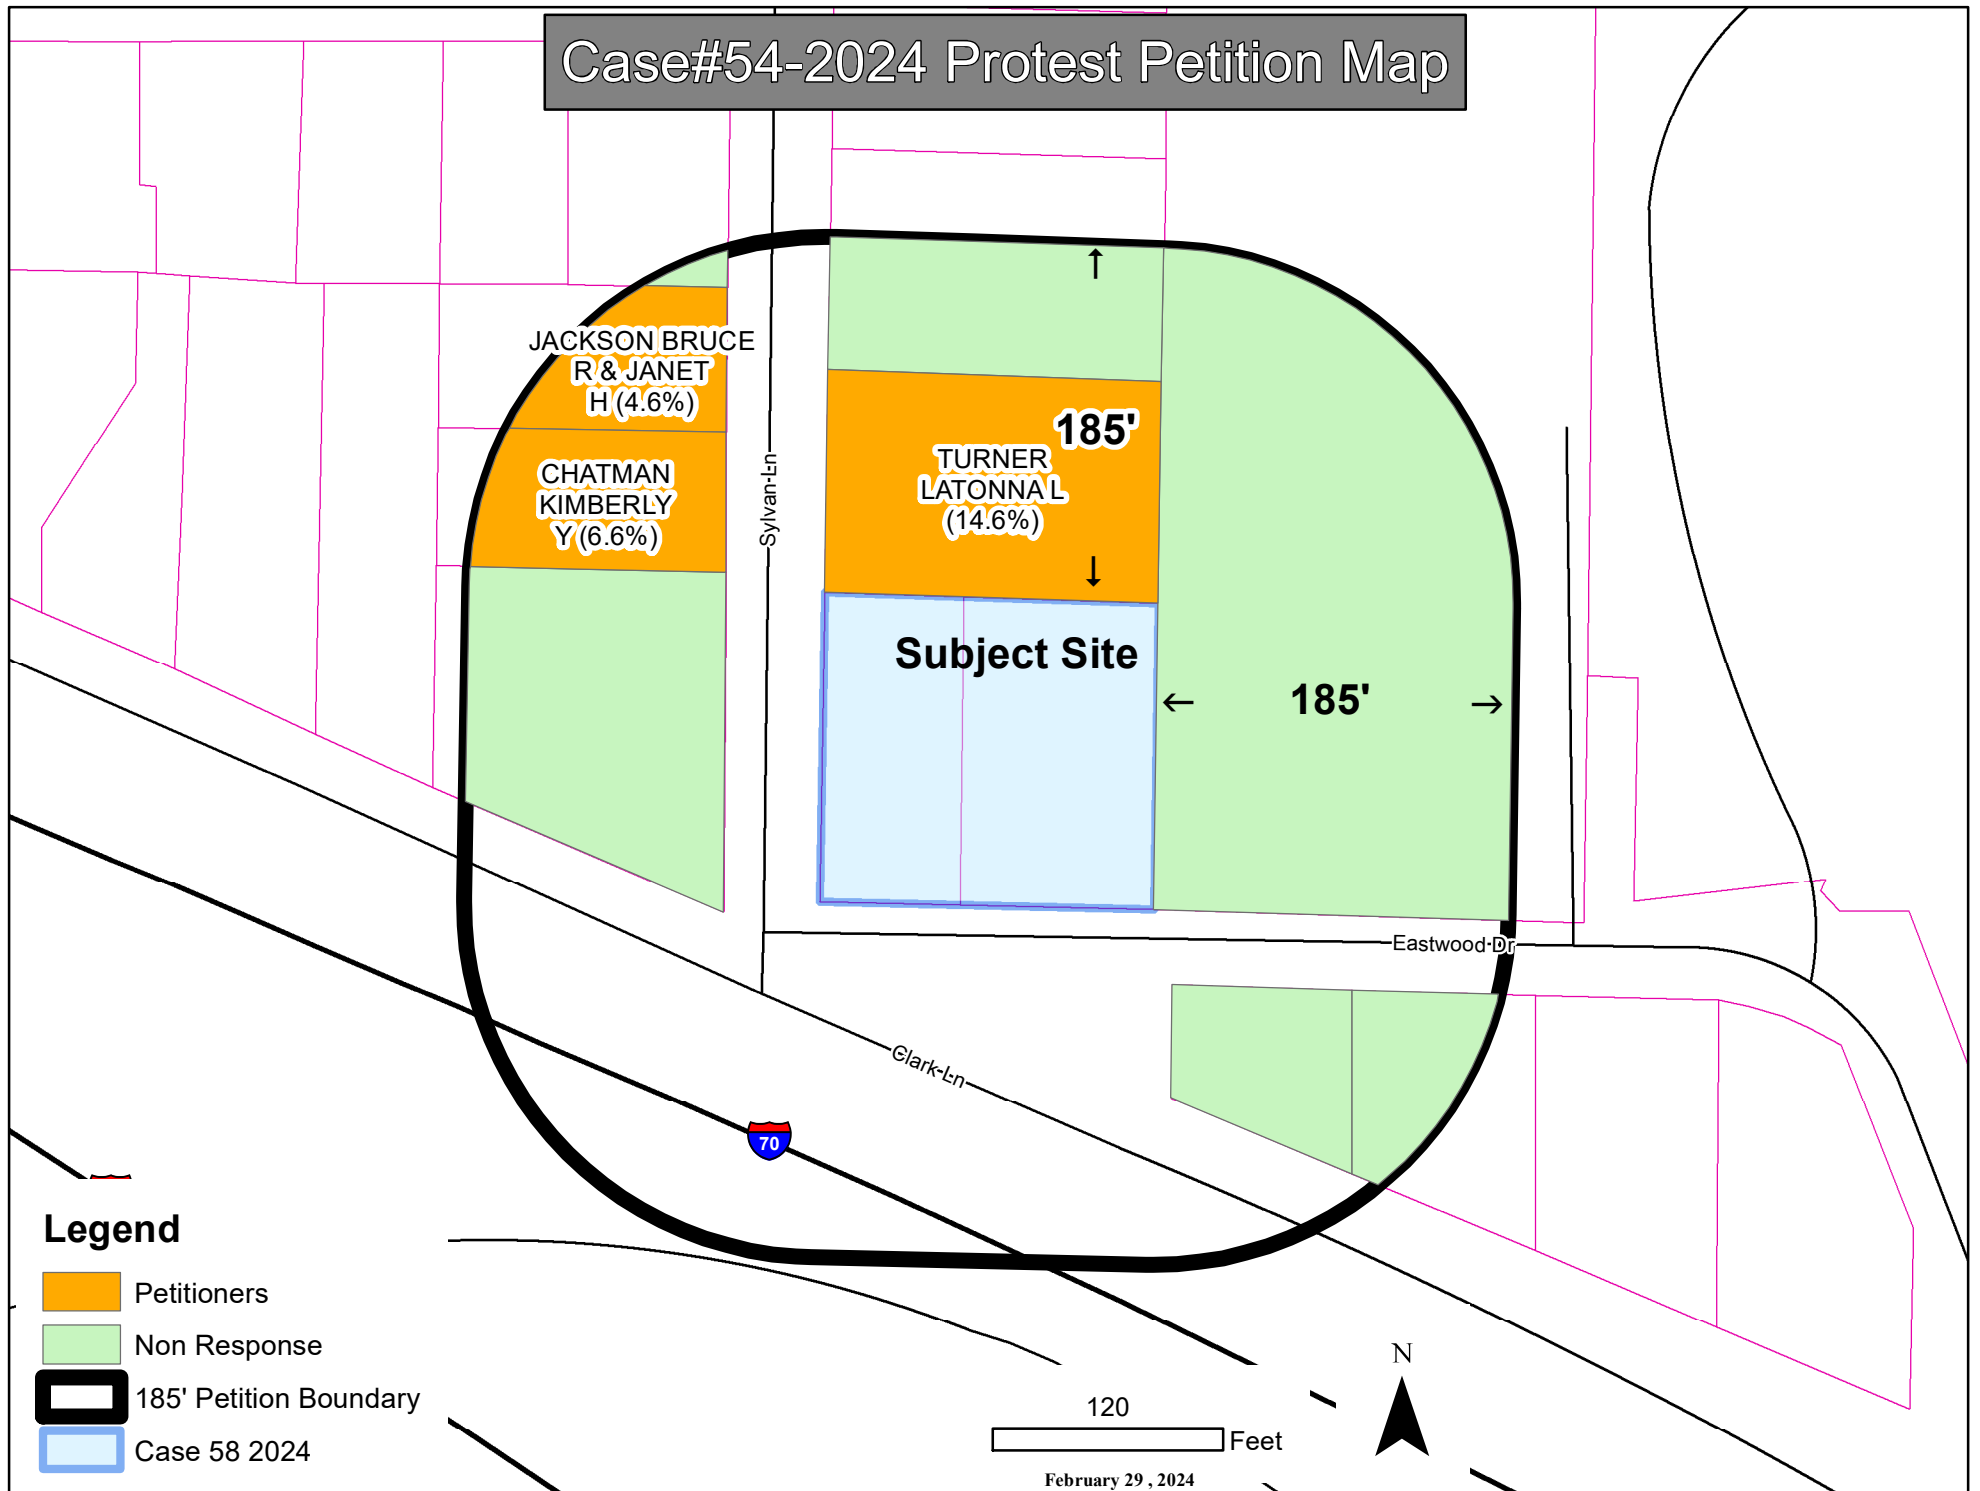 Case#54-2024 Protest Petition Map
JACKSON BRUCE
R & JANET
H (4.6%)
185'
CHATMAN
KIMBERLY
Y (6.6%)
TURNER
LATONNA L
(14.6%)
Sylvan Ln
Subject Site
185'
Eastwood Dr
Clark Ln
70
Legend
Petitioners
Non Response
185' Petition Boundary
Case 58 2024
N
120
Feet
February 29 , 2024